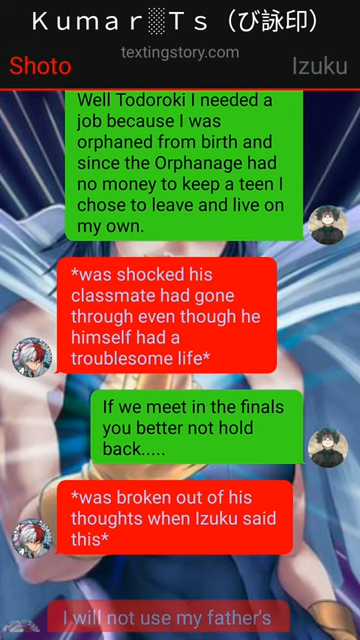 Ｋｕｍａｒ░Ｔｓ（び詠印）
textingstory.com
Shoto
Izuku
Well Todoroki I needed a
job because I was
orphaned from birth and
since the Orphanage had
no money to keep a teen I
chose to leave and live on
my own.
*was shocked his
classmate had gone
through even though he
himself had a
troublesome life*
If we meet in the finals
you better not hold
back.....
*was broken out of his
thoughts when Izuku said
this*
I will not use my father's